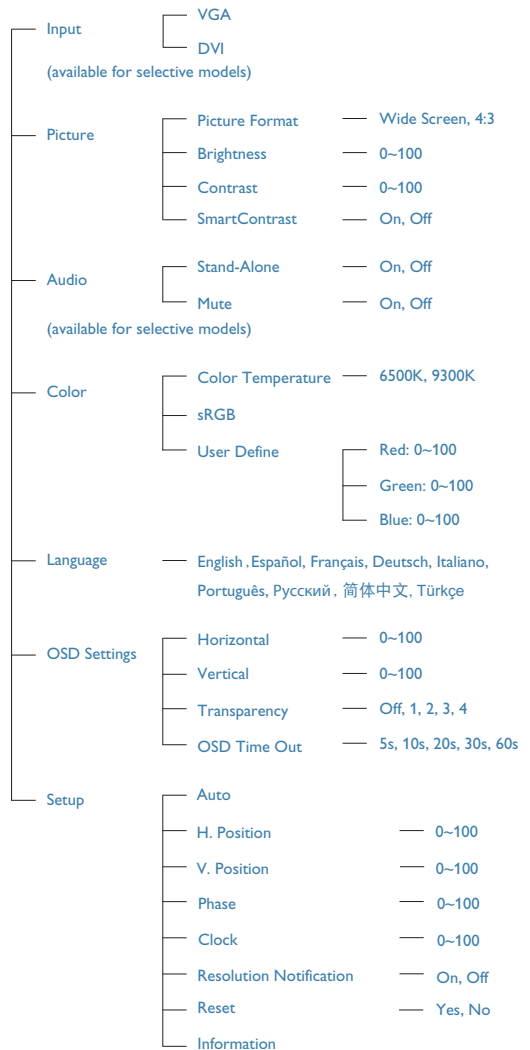 VGA
Input
DVI
(available for selective models)
Picture Format Wide Screen, 4:3
Picture
Brightness 0~100
Contrast 0~100
SmartContrast On, Off
Stand-Alone On, Off
Audio
Mute On, Off
(available for selective models)
Color Temperature 6500K, 9300K
Color
sRGB
User Define Red: 0~100
Green: 0~100
Blue: 0~100
Language English , Español, Français, Deutsch, Italiano,
Português, Русский , 简体中文, Türkçe
Horizontal 0~100
OSD Settings
Vertical 0~100
Transparency Off, 1, 2, 3, 4
OSD Time Out 5s, 10s, 20s, 30s, 60s
Setup Auto
H. Position 0~100
V. Position 0~100
Phase 0~100
Clock 0~100
Resolution Notification On, Off
Reset Yes, No
Information